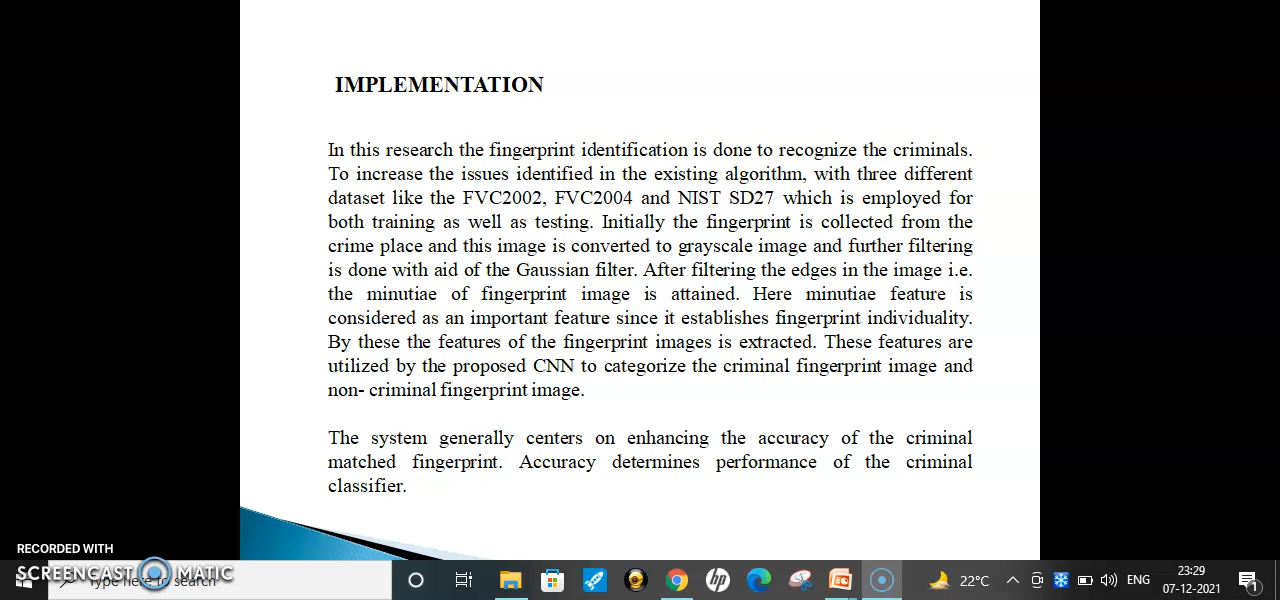 IMPLEMENTATION
In this research the fingerprint identification is done to recognize the criminals.
To increase the issues identified in the existing algorithm, with three different
dataset like the FVC2002, FVC2004 and NIST SD27 which is employed for
both training as well as testing. Initially the fingerprint is collected from the
crime place and this image is converted to grayscale image and further filtering
is done with aid of the Gaussian filter. After filtering the edges in the image i.e.
the minutiae of fingerprint image is attained. Here minutiae feature is
considered as an important feature since it establishes fingerprint individuality.
By these the features of the fingerprint images is extracted. These features are
utilized by the proposed CNN to categorize the criminal fingerprint image and
non- criminal fingerprint image.
The system generally centers on enhancing the accuracy of the criminal
matched fingerprint. Accuracy determines performance of the criminal
classifier.
RECORDED WITH
SCREENCAST MATIC
Type here to search
hp
22°C
ENG
23:29
07-12-2021
1